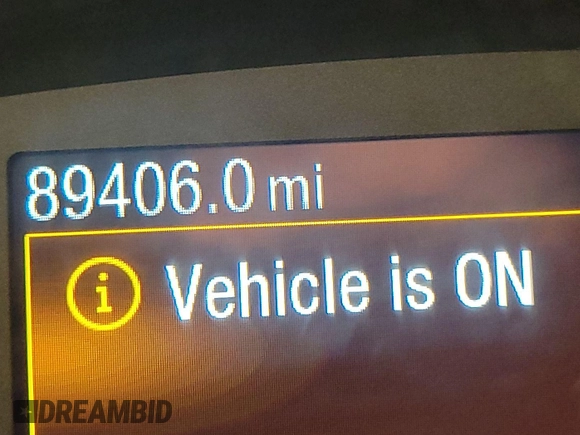 89406.0 mi
Vehicle is ON
DREAMBID